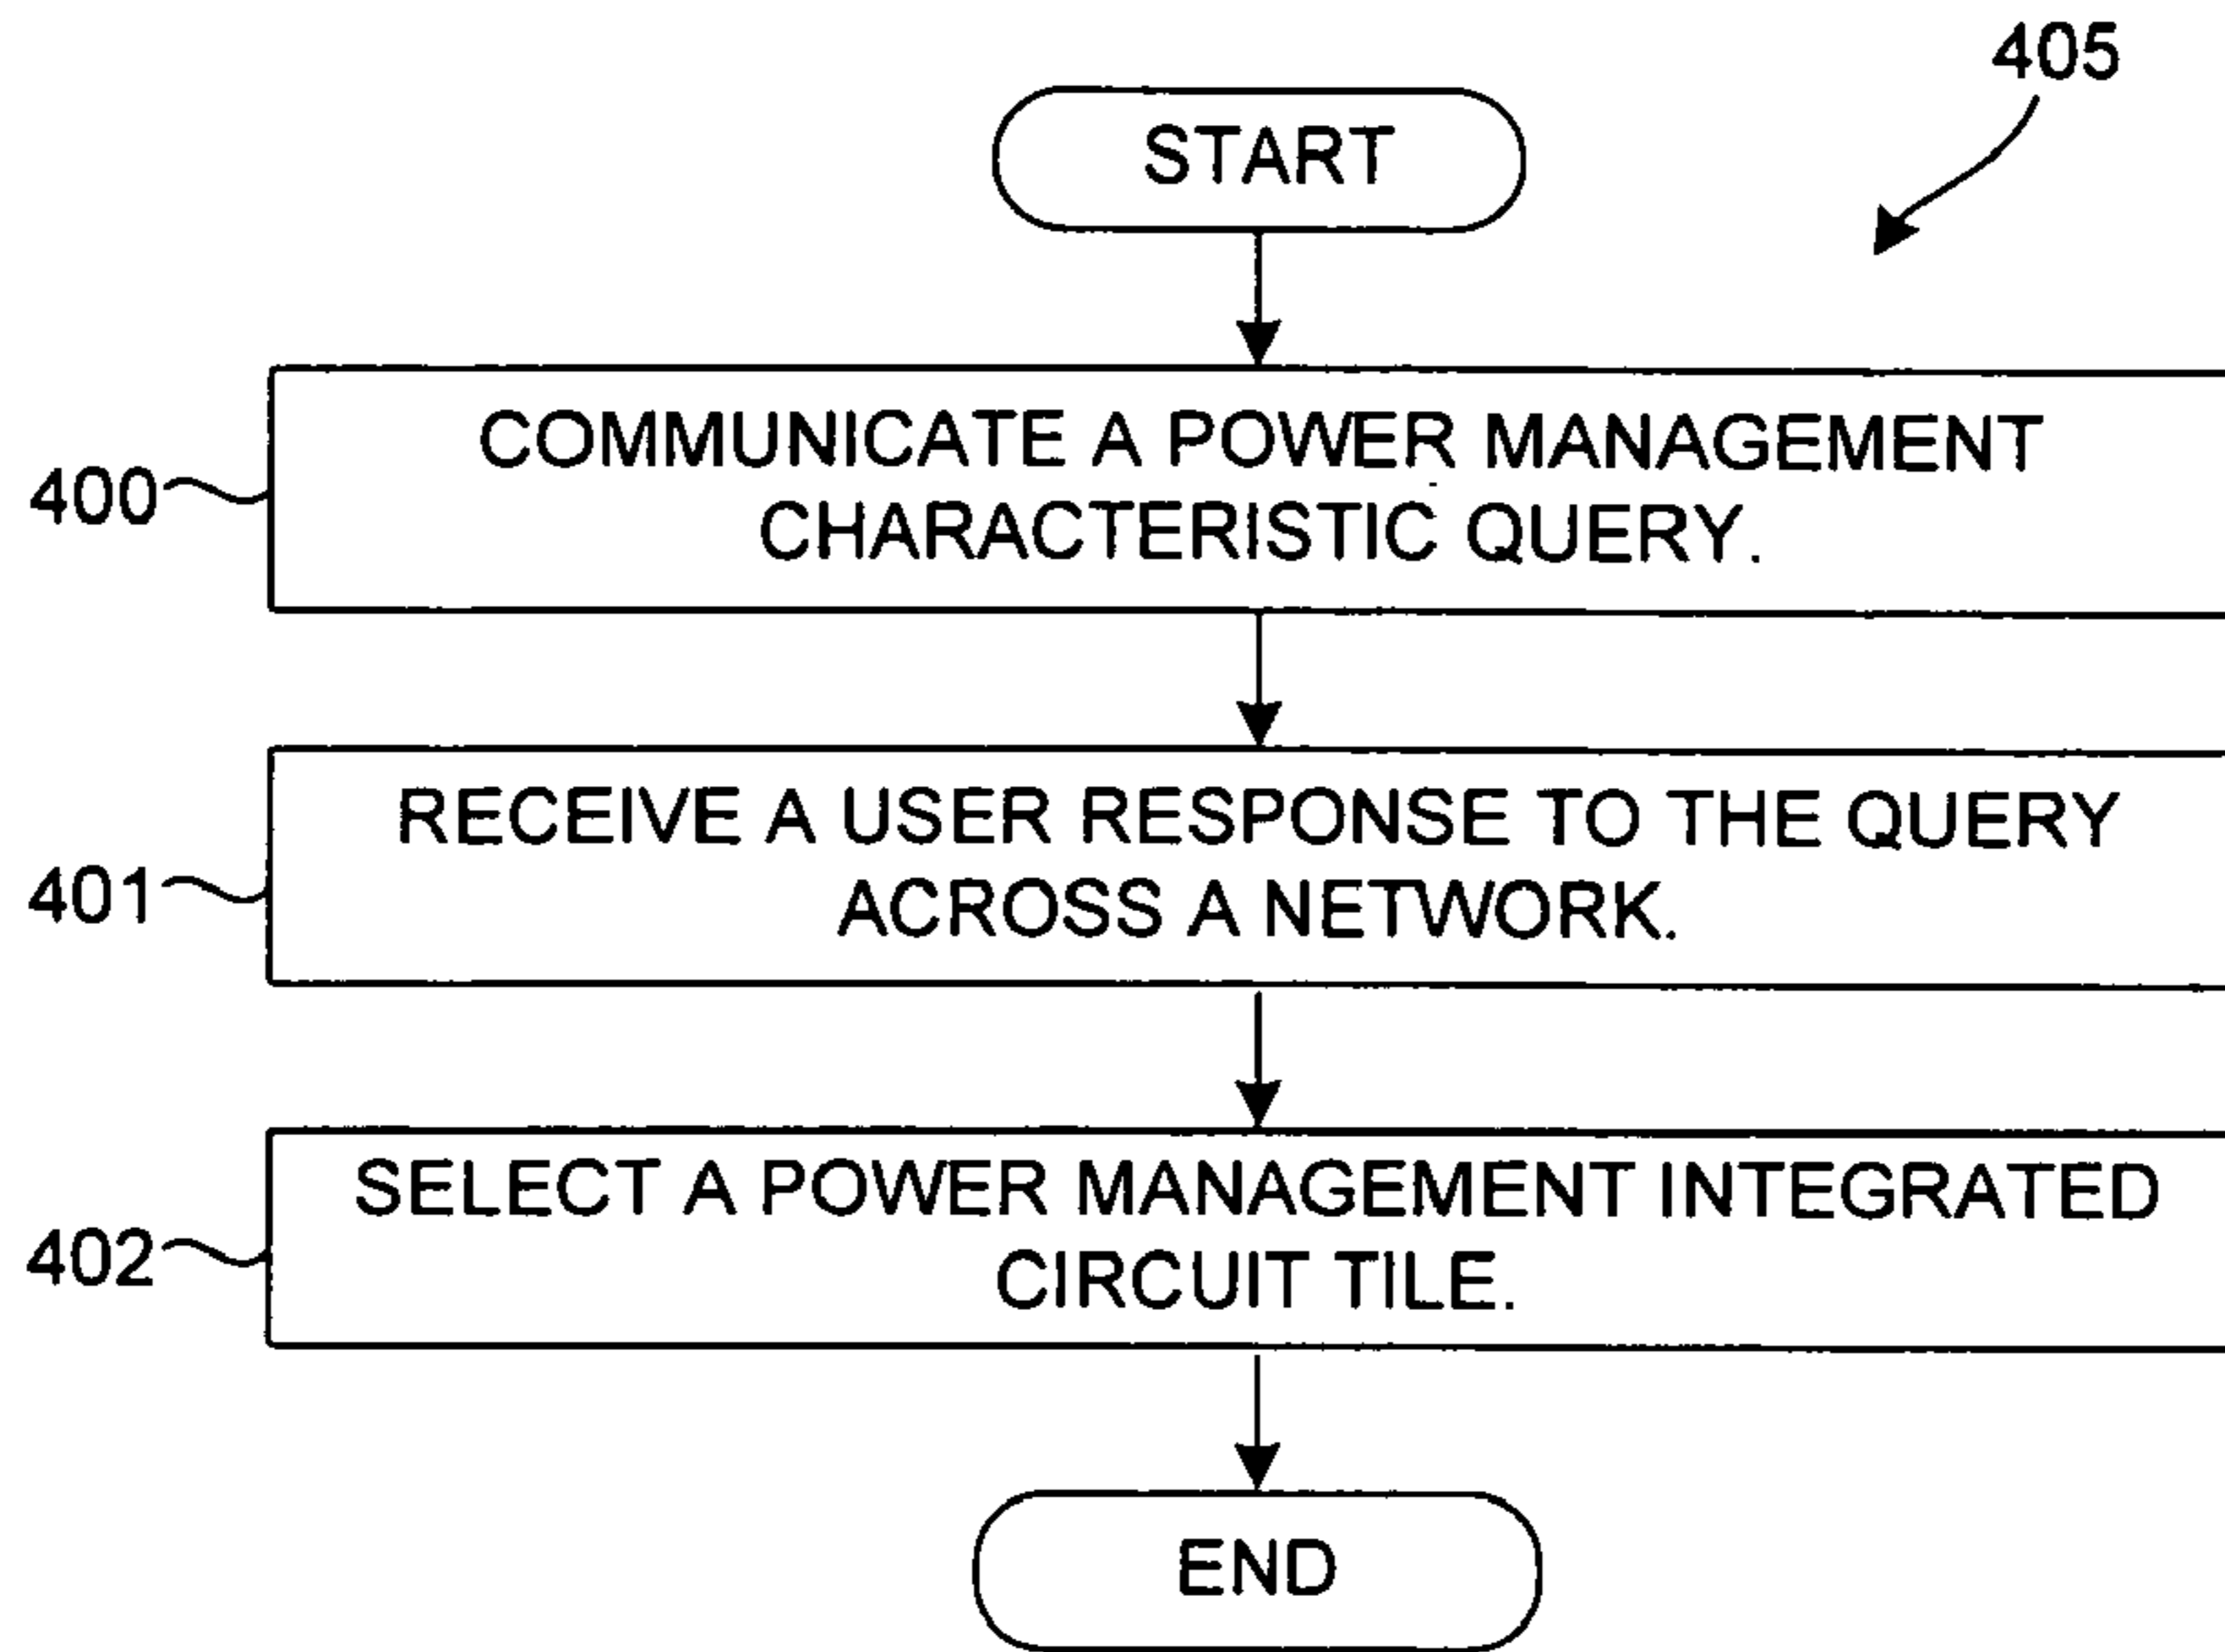 405
START
400
COMMUNICATE A POWER MANAGEMENT
CHARACTERISTIC QUERY.
401
RECEIVE A USER RESPONSE TO THE QUERY
ACROSS A NETWORK.
402
SELECT A POWER MANAGEMENT INTEGRATED
CIRCUIT TILE.
END